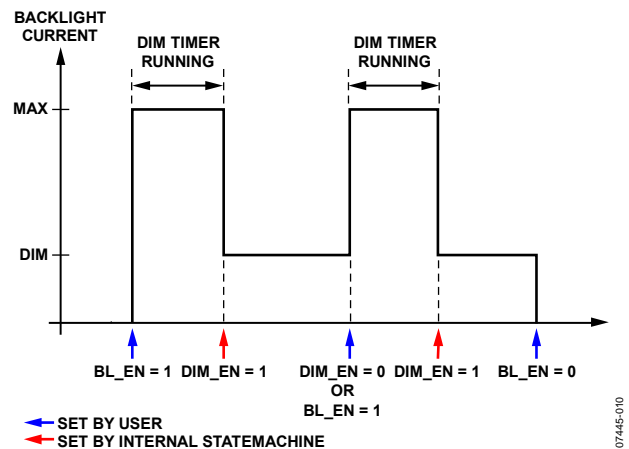 BACKLIGHT
CURRENT
DIM TIMER
RUNNING
DIM TIMER
RUNNING
MAX
DIM
BL_EN = 1
DIM_EN = 1
DIM_EN = 0
OR
BL_EN = 1
DIM_EN = 1
BL_EN = 0
SET BY USER
SET BY INTERNAL STATEMACHINE
07445-010